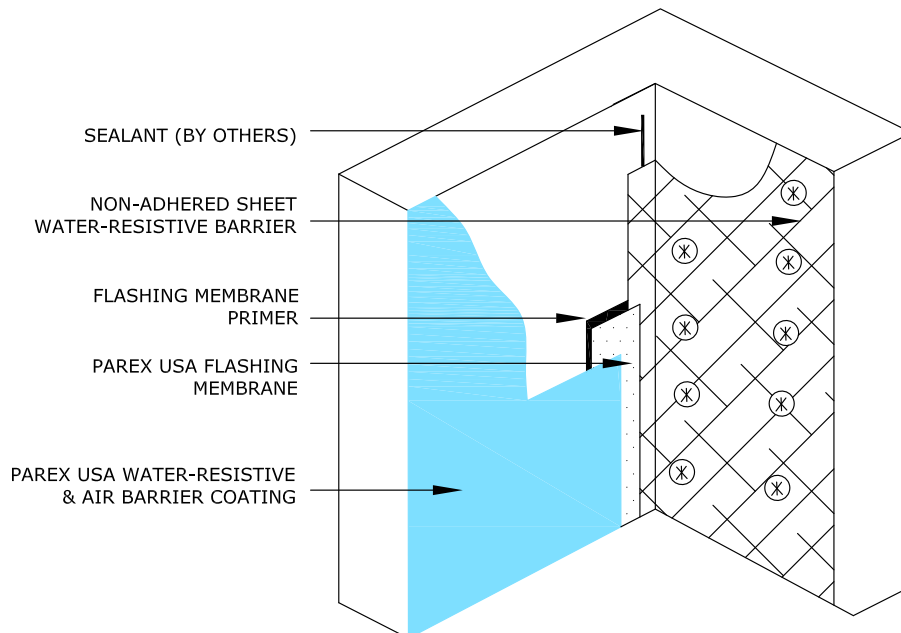 SEALANT (BY OTHERS)
NON-ADHERED SHEET
WATER-RESISTIVE BARRIER
FLASHING MEMBRANE
PRIMER
PAREX USA FLASHING
MEMBRANE
PAREX USA WATER-RESISTIVE
& AIR BARRIER COATING